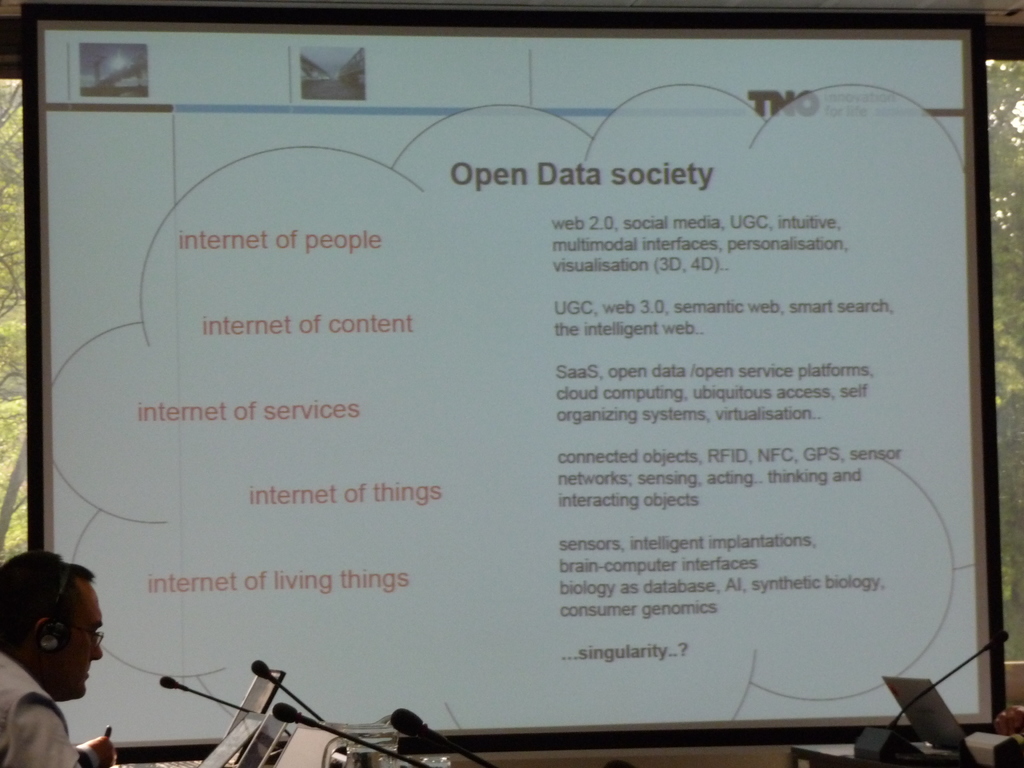 TNO innovation
for life
Open Data society
internet of people
web 2.0, social media, UGC, intuitive,
multimodal interfaces, personalisation,
visualisation (3D, 4D)..
internet of content
UGC, web 3.0, semantic web, smart search,
the intelligent web..
internet of services
SaaS, open data /open service platforms,
cloud computing, ubiquitous access, self
organizing systems, virtualisation..
internet of things
connected objects, RFID, NFC, GPS, sensor
networks; sensing, acting.. thinking and
interacting objects
internet of living things
sensors, intelligent implantations,
brain-computer interfaces
biology as database, AI, synthetic biology,
consumer genomics
...singularity..?